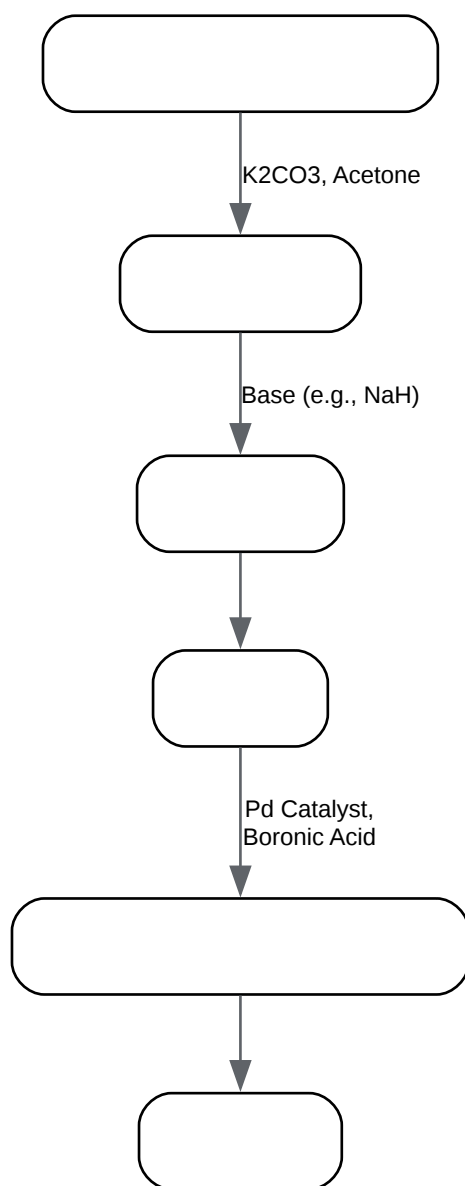 K2CO3, Acetone
Base (e.g., NaH)
Pd Catalyst,
Boronic Acid